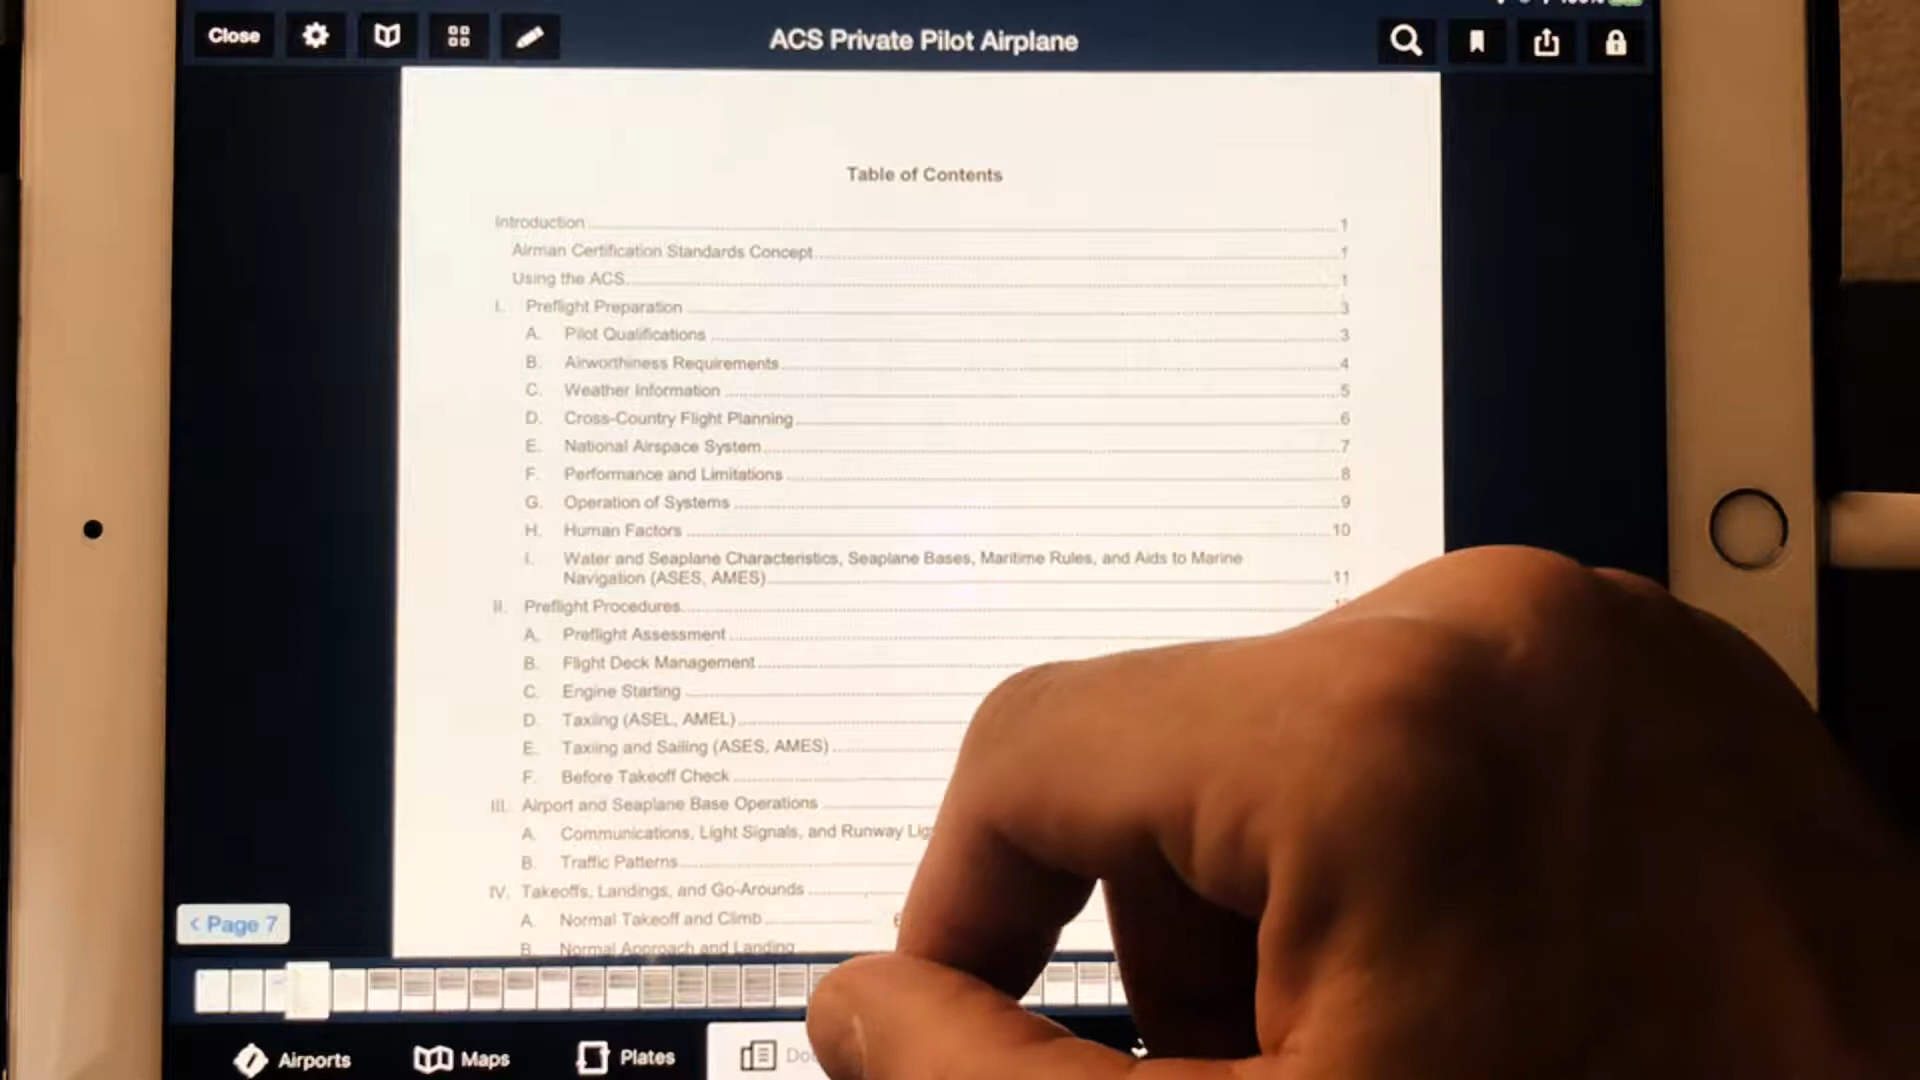 100%
Close
ACS Private Pilot Airplane
Table of Contents
Introduction 1
Airman Certification Standards Concept 1
Using the ACS 1
I. Preflight Preparation 3
A. Pilot Qualifications 3
B. Airworthiness Requirements 4
C. Weather Information 5
D. Cross-Country Flight Planning 6
E. National Airspace System 7
F. Performance and Limitations 8
G. Operation of Systems 9
H. Human Factors 10
I. Water and Seaplane Characteristics, Seaplane Bases, Maritime Rules, and Aids to Marine
Navigation (ASES, AMES) 11
II. Preflight Procedures
A. Preflight Assessment
B. Flight Deck Management
C. Engine Starting
D. Taxiing (ASEL, AMEL)
E. Taxiing and Sailing (ASES, AMES)
F. Before Takeoff Check
III. Airport and Seaplane Base Operations
A. Communications, Light Signals, and Runway
B. Traffic Patterns
IV. Takeoffs, Landings, and Go-Arounds
A. Normal Takeoff and Climb
B. Normal Approach and Landing
< Page 7
Airports
Maps
Plates